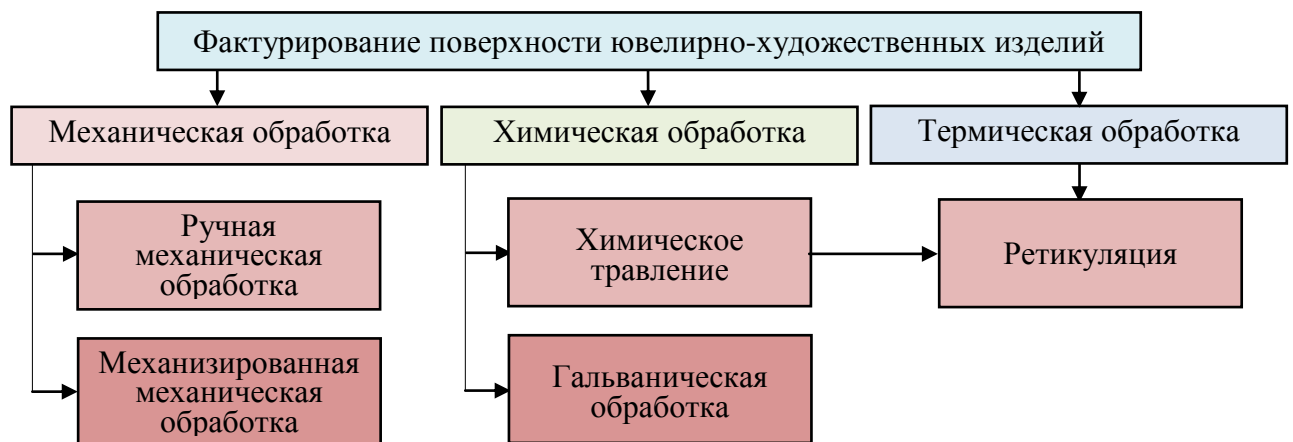 Фактурирование поверхности ювелирно-художественных изделий
Механическая обработка
Химическая обработка
Термическая обработка
Ручная
механическая
обработка
Химическое
травление
Ретикуляция
Механизированная
механическая
обработка
Гальваническая
обработка